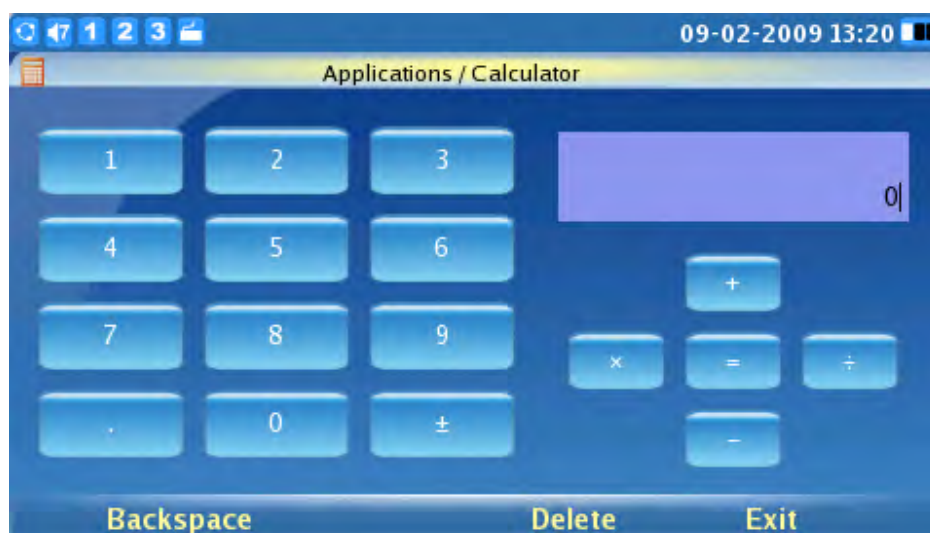 7 1 2 3 09-02-2009 13:20
Applications / Calculator
1 2 3
0
4 5 6
+
7 8 9
× = ÷
. 0 ±
−
Backspace Delete Exit